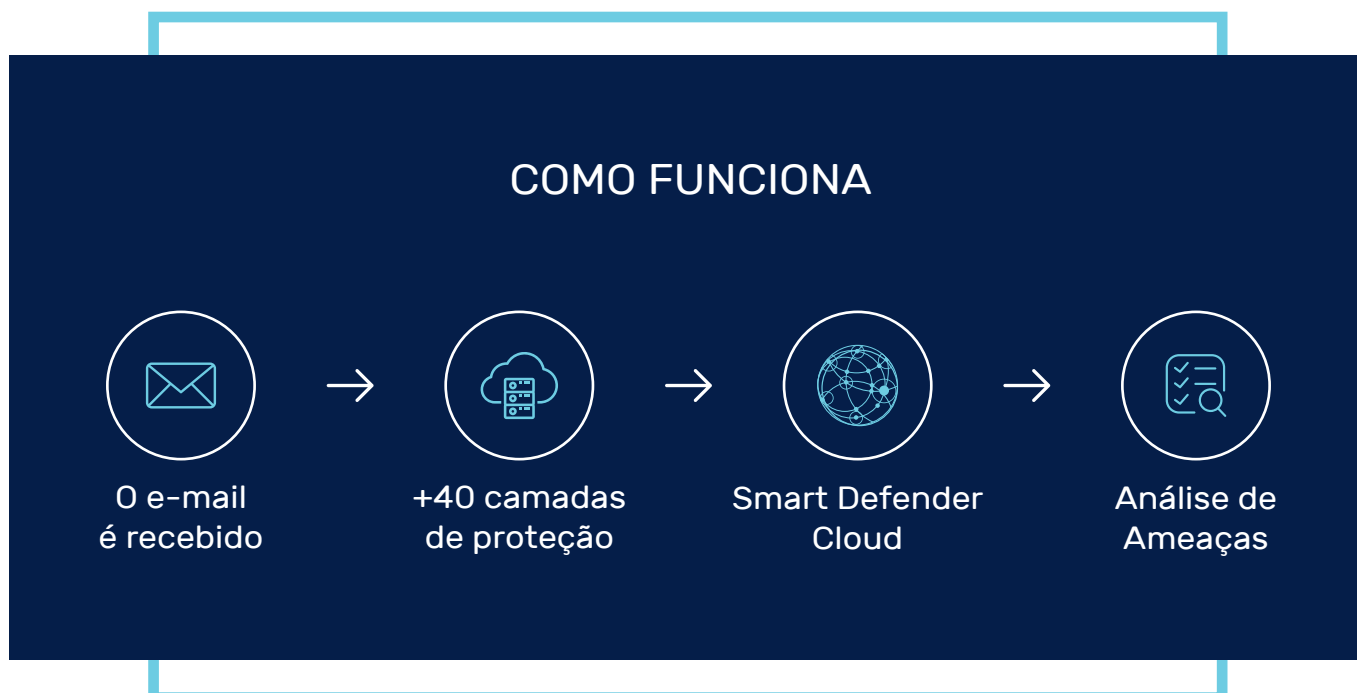 COMO FUNCIONA
O e-mail
é recebido
+40 camadas
de proteção
Smart Defender
Cloud
Análise de
Ameaças